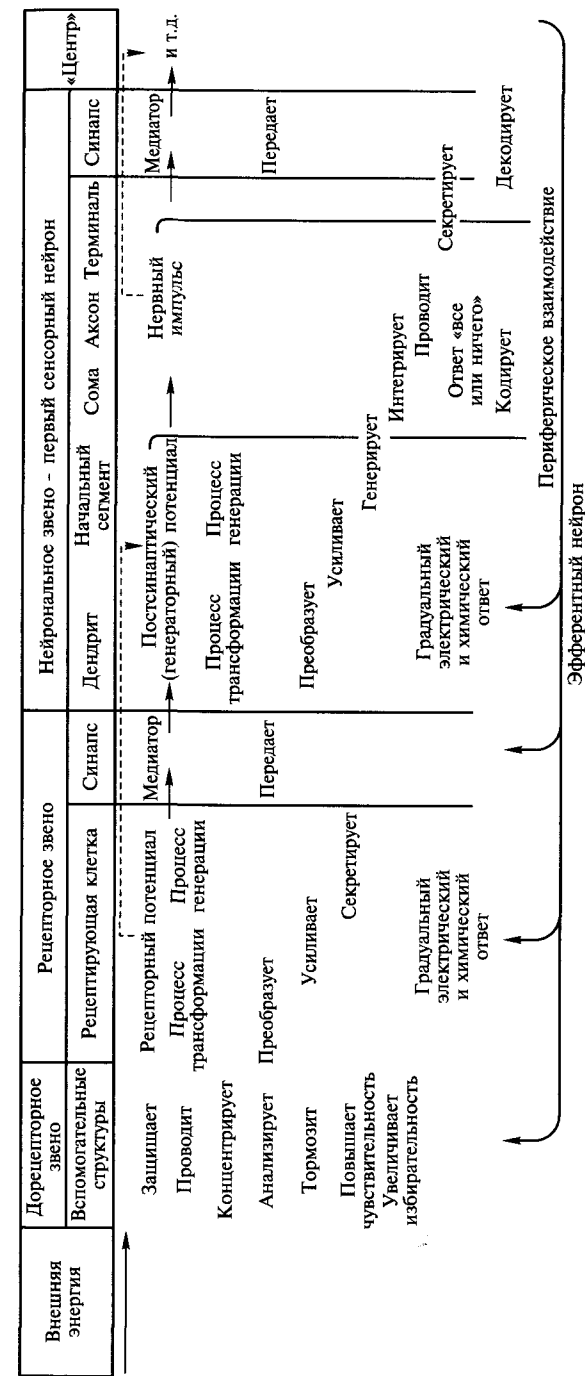 Внешняя
энергия
Дорецепторное
звено
Вспомогательные
структуры
Защищает
Проводит
Концентрирует
Анализирует
Тормозит
Повышает
чувствительность
Увеличивает
избирательность
Рецепторное звено
Рецептирующая клетка
Рецепторный потенциал
Процесс
трансформации
Процесс
генерации
Преобразует
Усиливает
Секретирует
Градуальный
электрический
и химический
ответ
Синапс
Медиатор
Передает
Нейрональное звено - первый сенсорный нейрон
Дендрит
Начальный
сегмент
Сома
Аксон
Терминаль
Синапс
Постсинаптический
(генераторный) потенциал
Процесс
трансформации
Процесс
генерации
Преобразует
Усиливает
Генерирует
Градуальный
электрический
и химический
ответ
Нервный
импульс
Интегрирует
Проводит
Ответ «все
или ничего»
Кодирует
Секретирует
Медиатор
Передает
Декодирует
«Центр»
и т.д.
Периферическое взаимодействие
Эфферентный нейрон